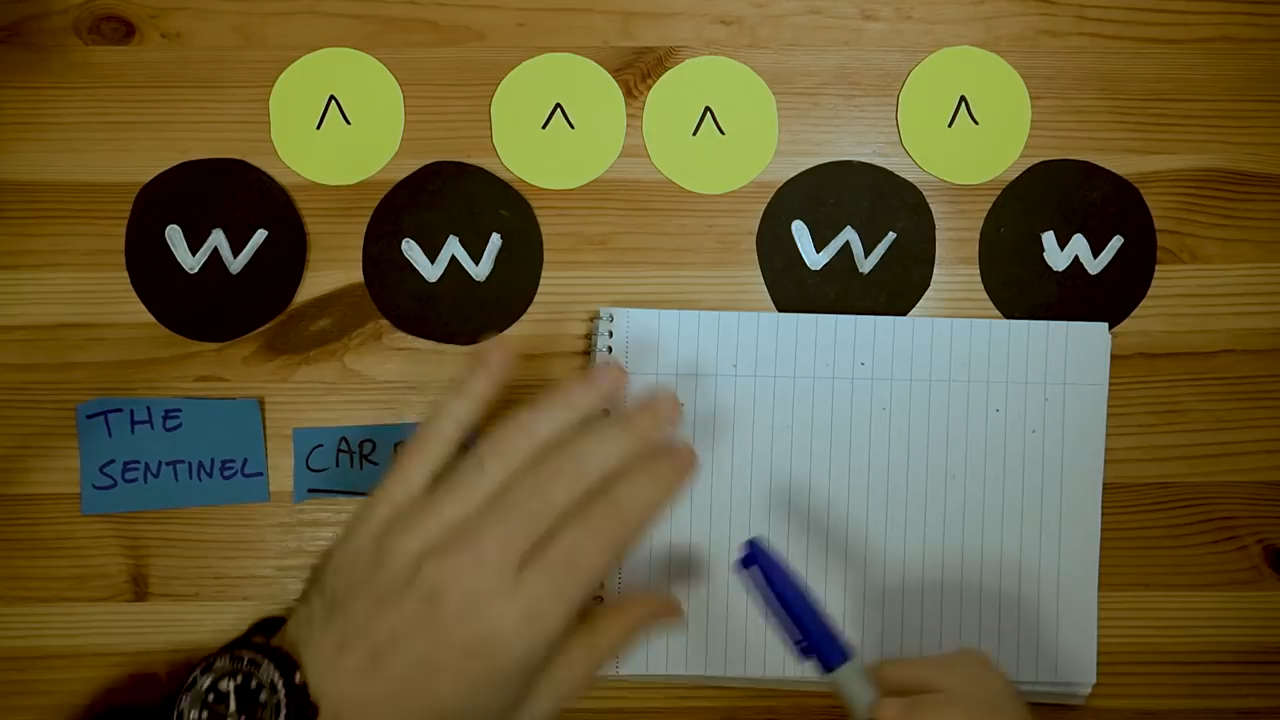 ^ ^ ^ ^
W W W W
THE
SENTINEL
CAR